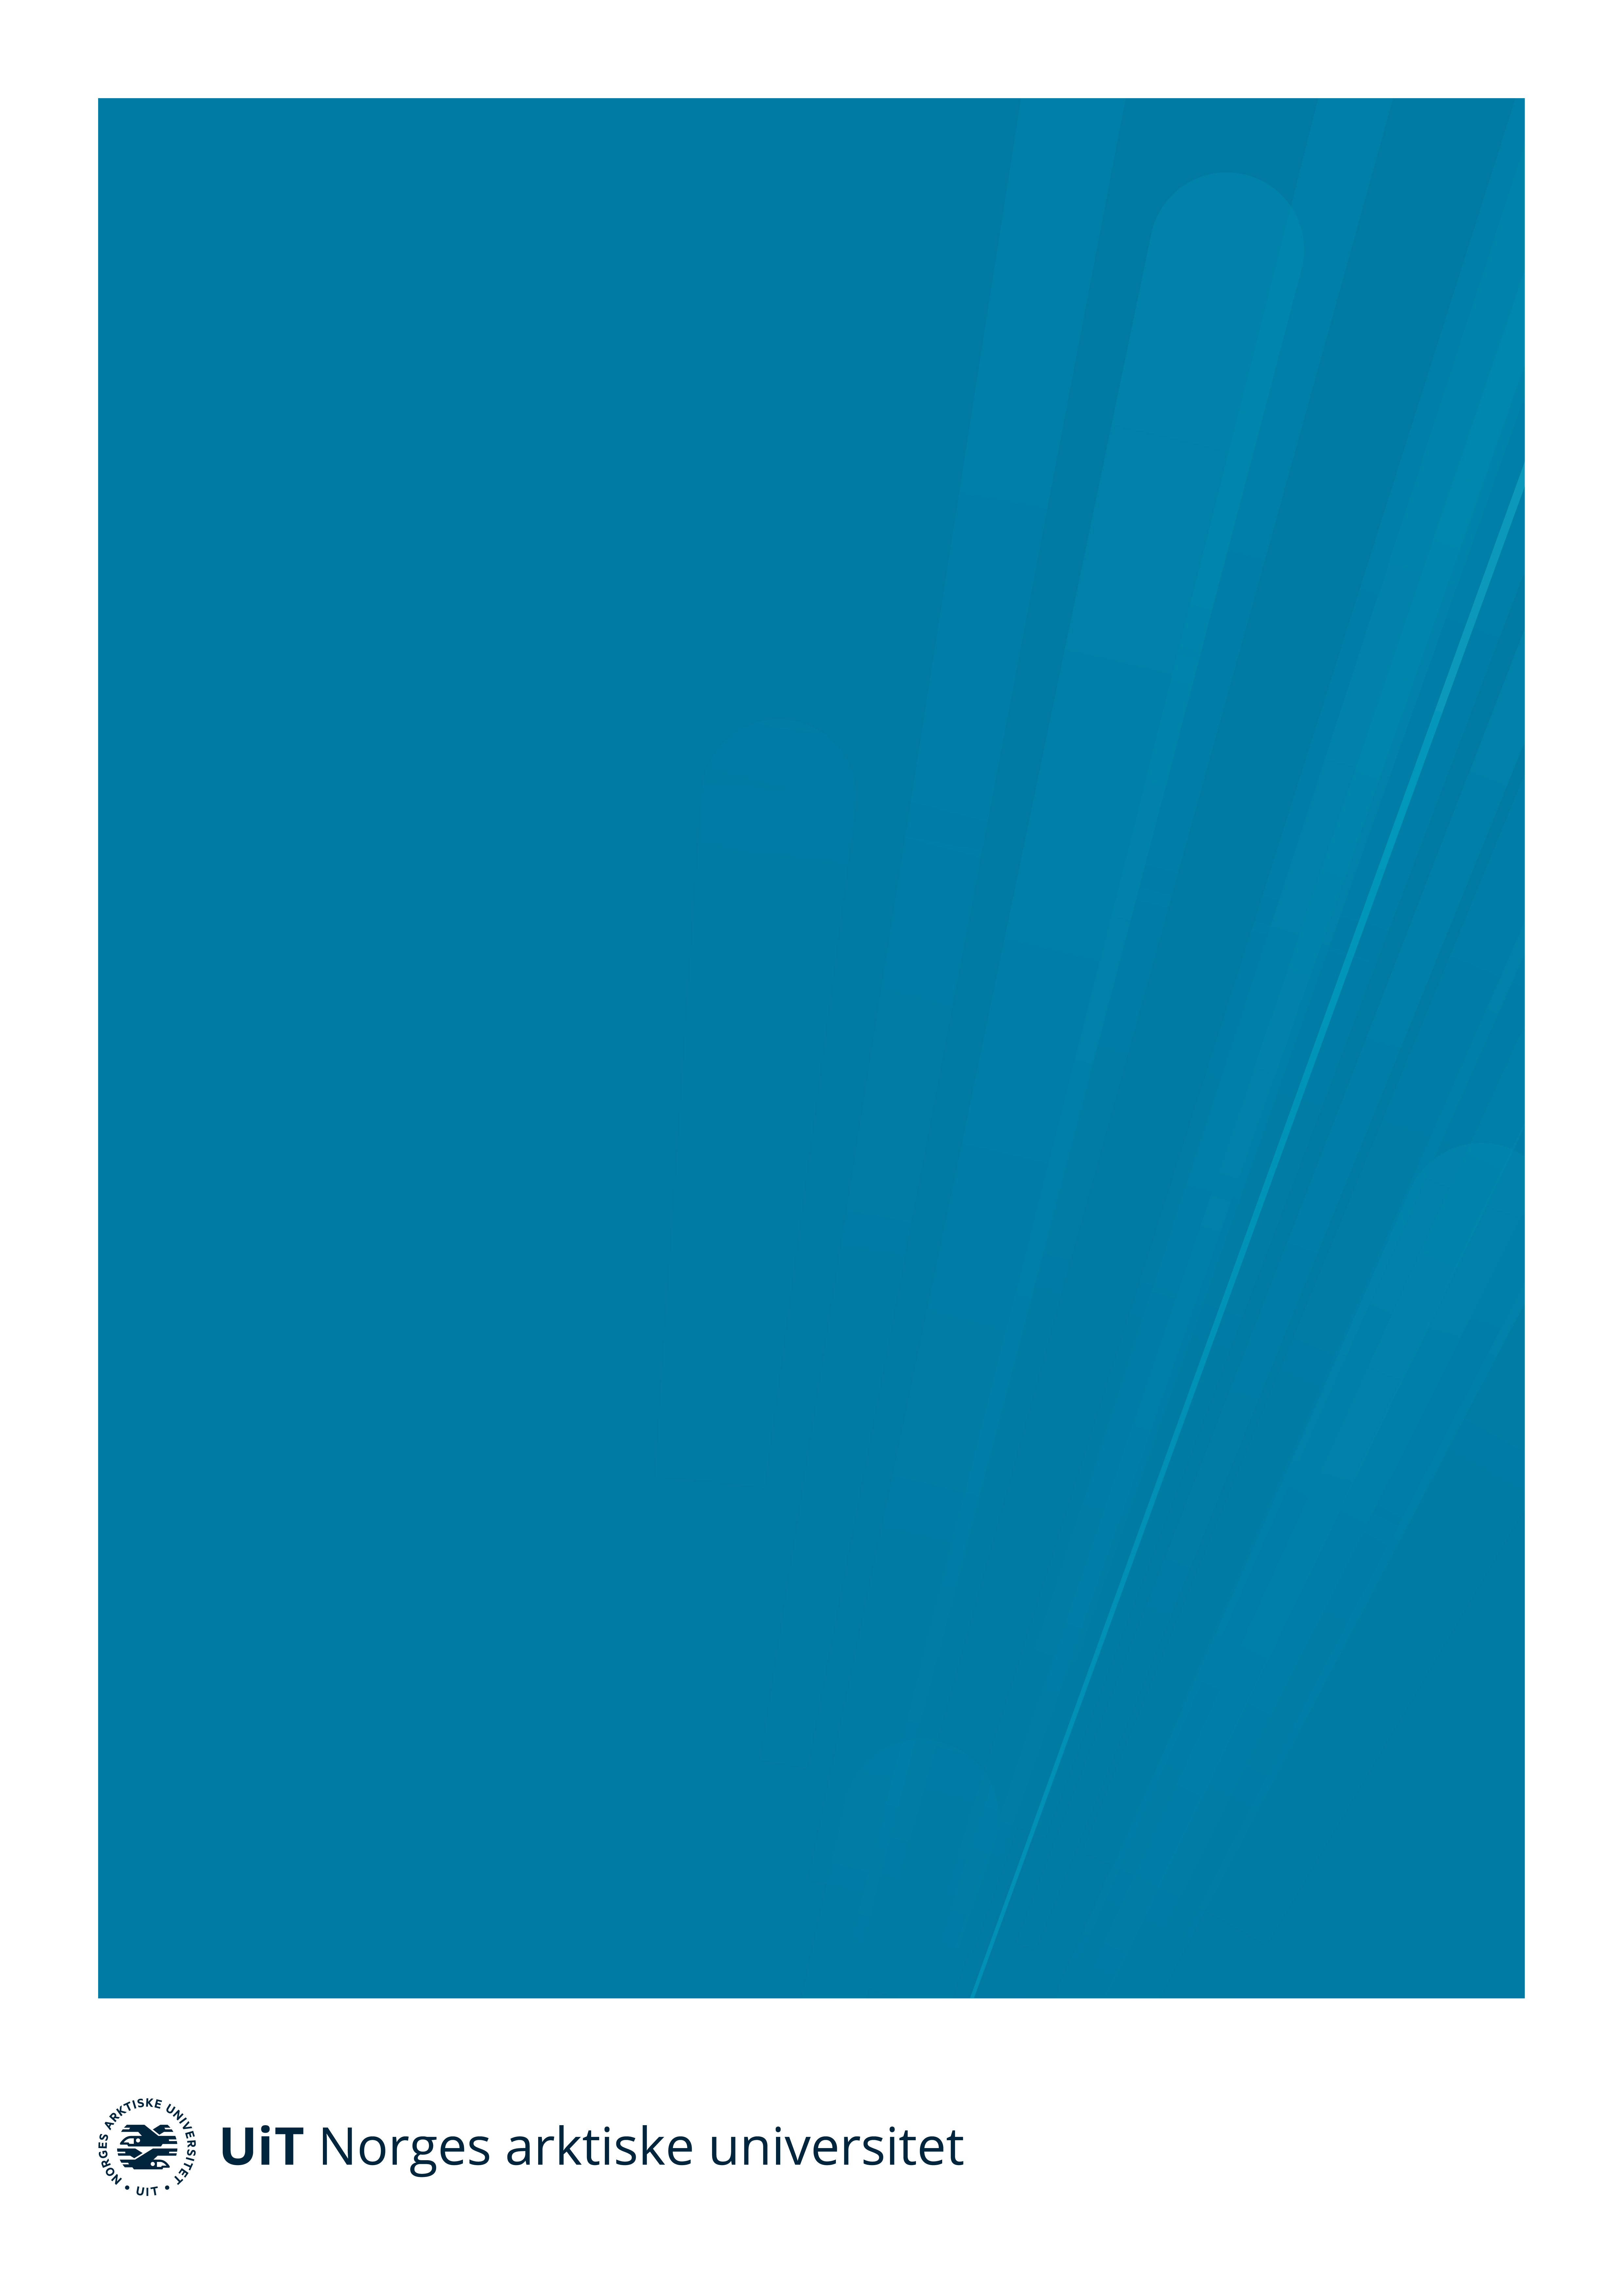 NORGES ARKTISKE UNIVERSITET
• UIT •
UiT Norges arktiske universitet